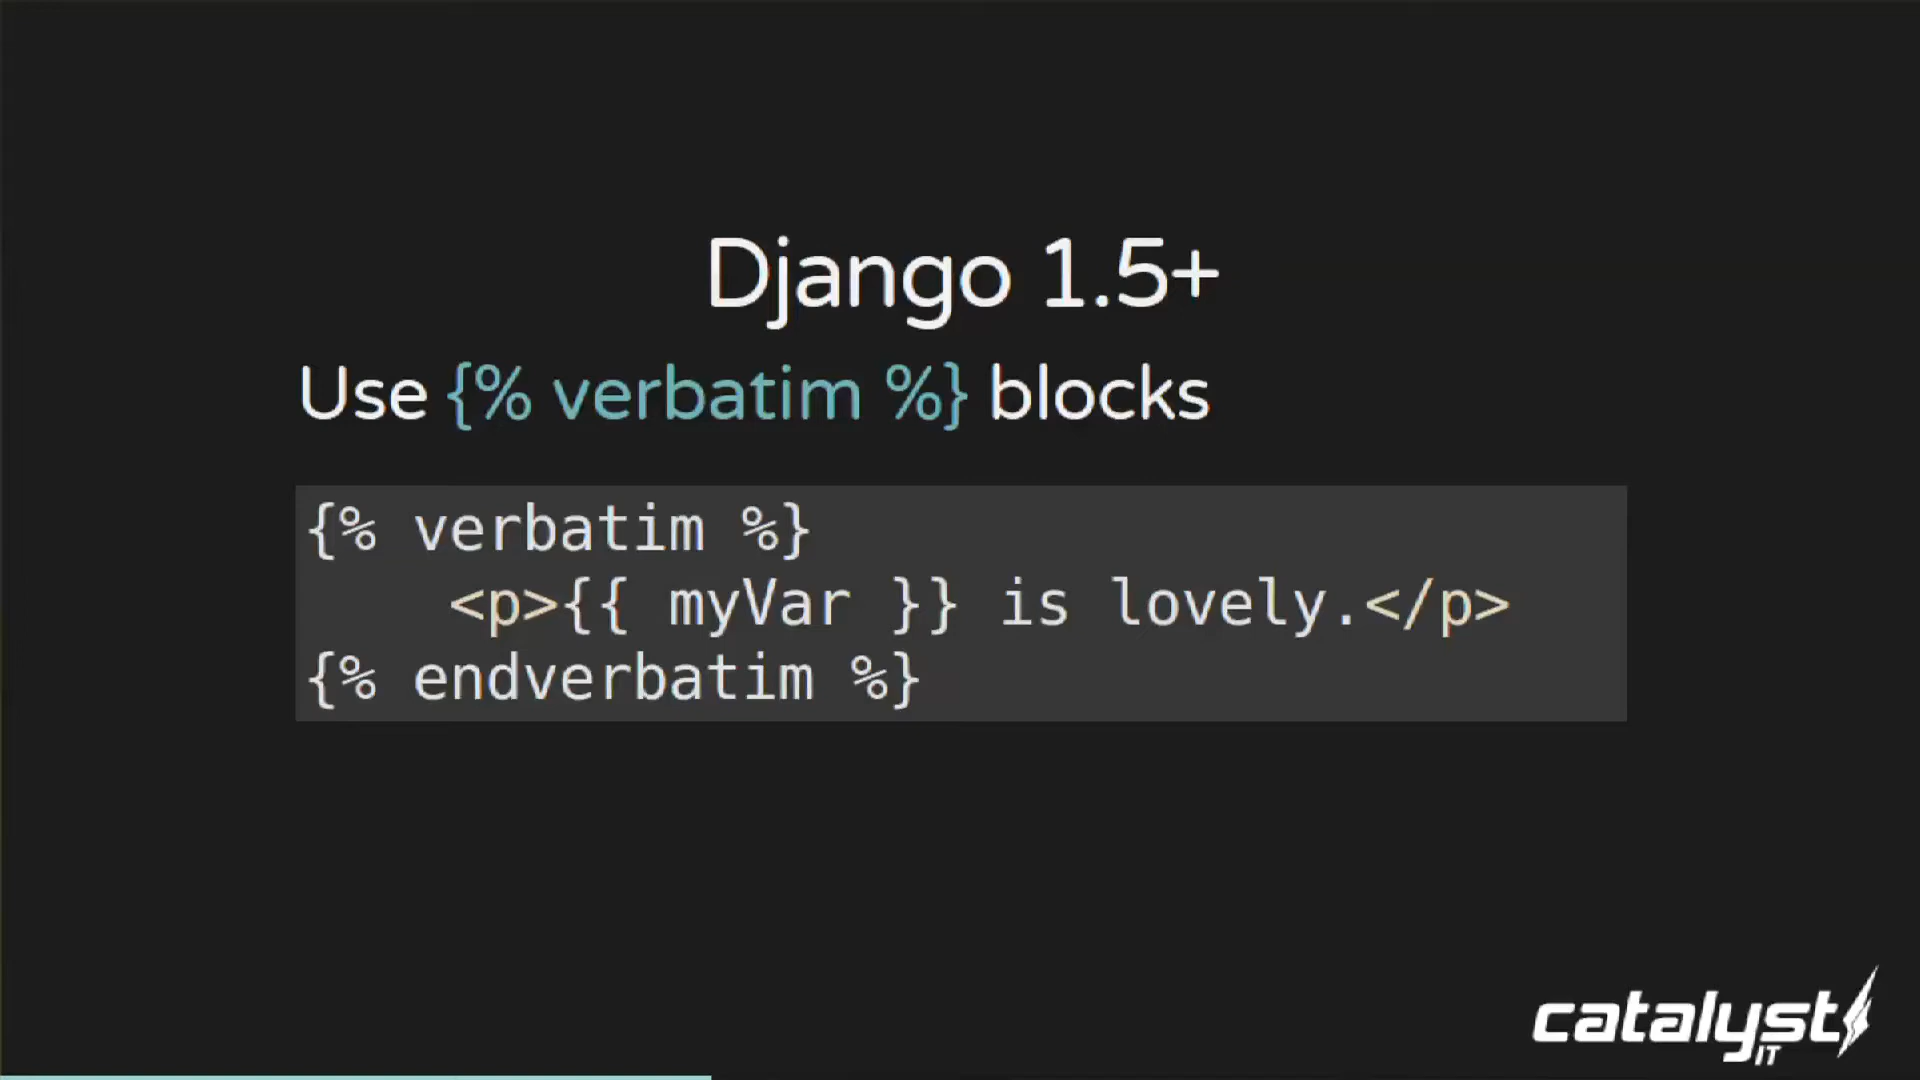 Django 1.5+
Use {% verbatim %} blocks
{% verbatim %}
    <p>{{ myVar }} is lovely.</p>
{% endverbatim %}
catalyst
IT